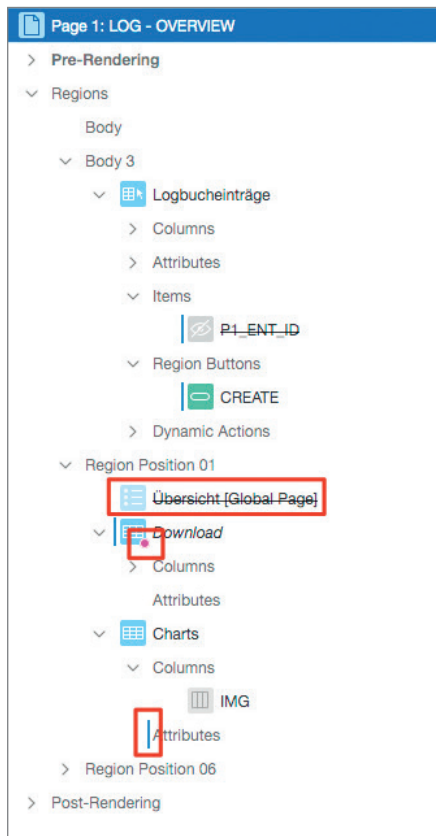 Page 1: LOG - OVERVIEW
Pre-Rendering
Regions
Body
Body 3
Logbucheinträge
Columns
Attributes
Items
P1_ENT_ID
Region Buttons
CREATE
Dynamic Actions
Region Position 01
Übersicht [Global Page]
Download
Columns
Attributes
Charts
Columns
IMG
Attributes
Region Position 06
Post-Rendering